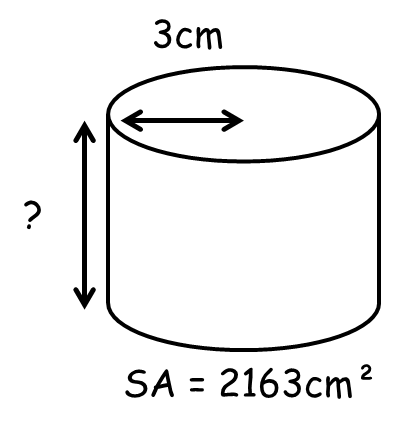 3cm
?
SA = 2163cm²